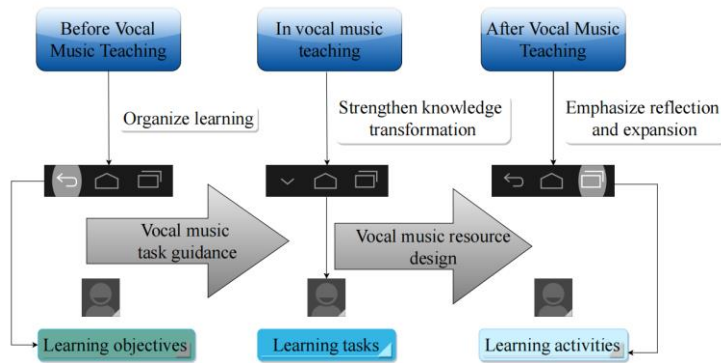 Before Vocal
Music Teaching
In vocal music
teaching
After Vocal Music
Teaching
Organize learning
Strengthen knowledge
transformation
Emphasize reflection
and expansion
Vocal music
task guidance
Vocal music resource
design
Learning objectives
Learning tasks
Learning activities